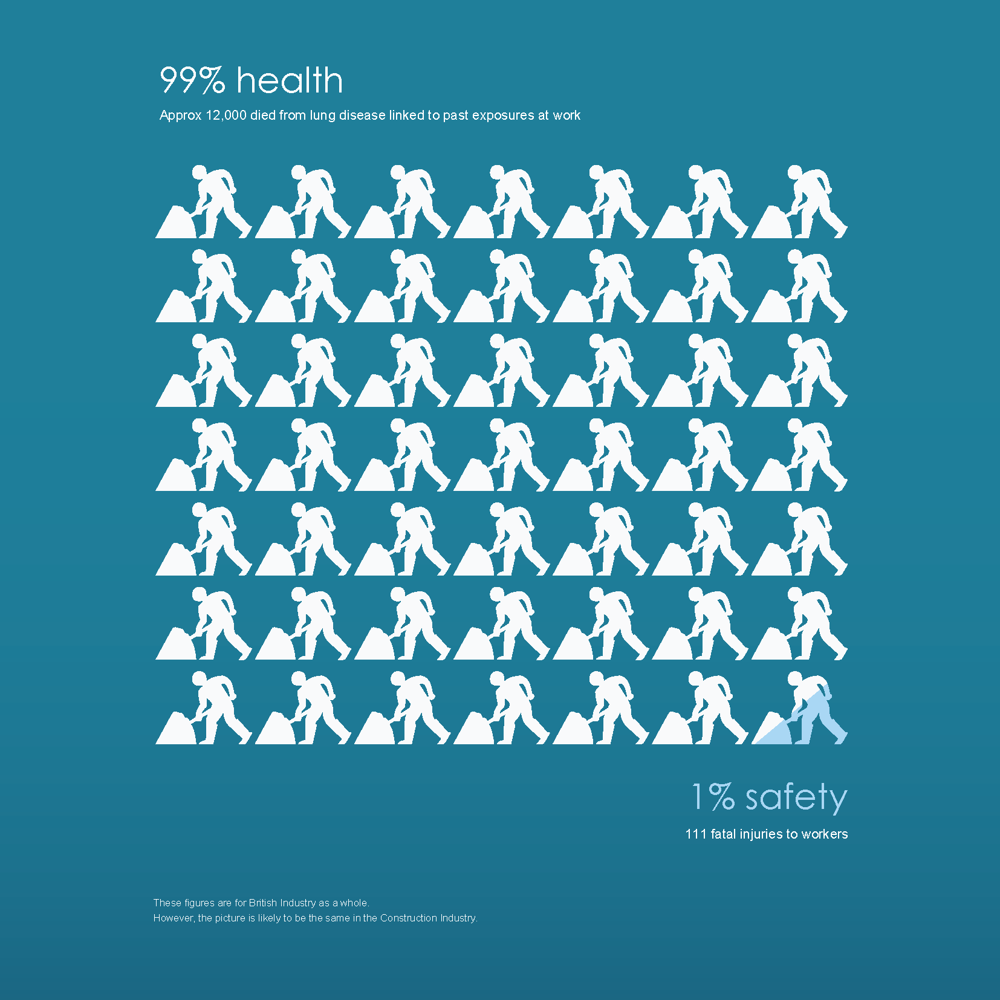 99% health
Approx 12,000 died from lung disease linked to past exposures at work
1% safety
111 fatal injuries to workers
These figures are for British Industry as a whole.
However, the picture is likely to be the same in the Construction Industry.